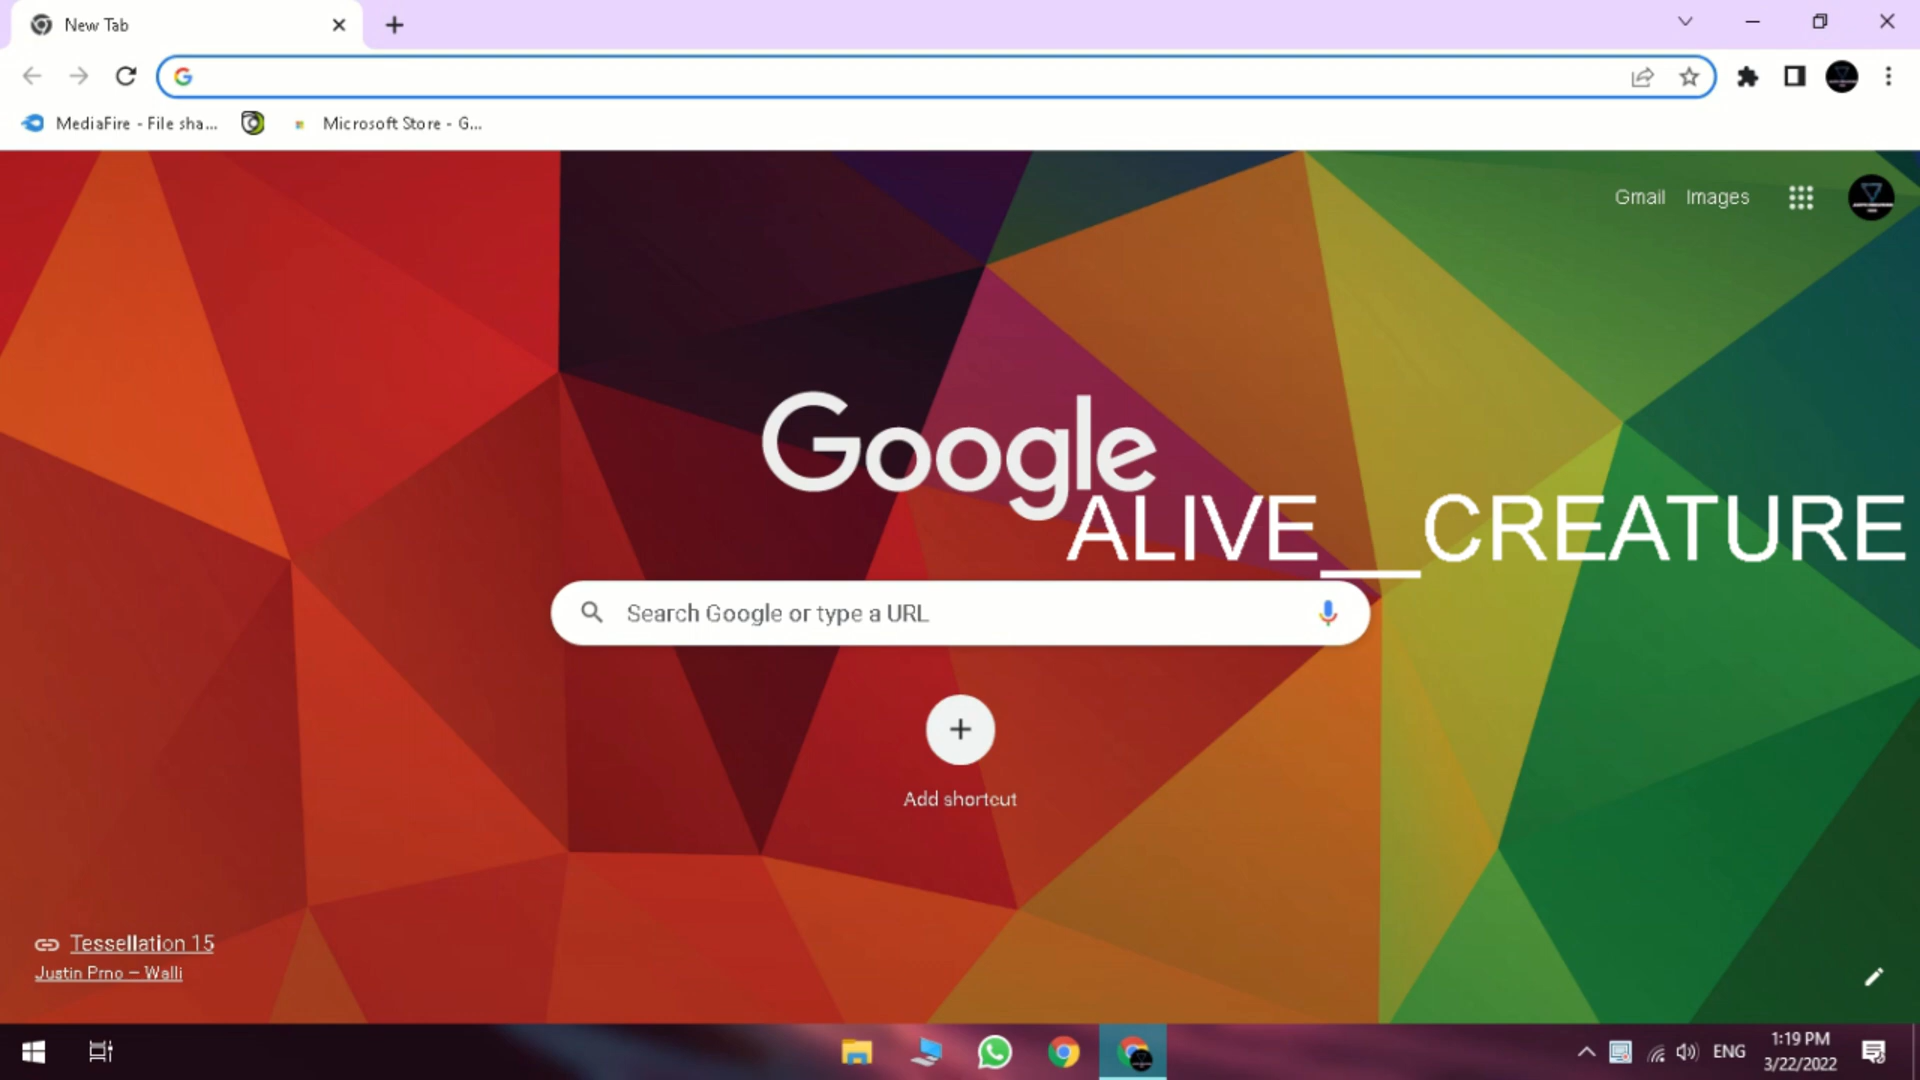 New Tab
MediaFire - File sha...
Microsoft Store - G...
Gmail Images
Google
ALIVE__CREATURE
Search Google or type a URL
Add shortcut
Tessellation 15
Justin Prno – Walli
ENG
1:19 PM
3/22/2022